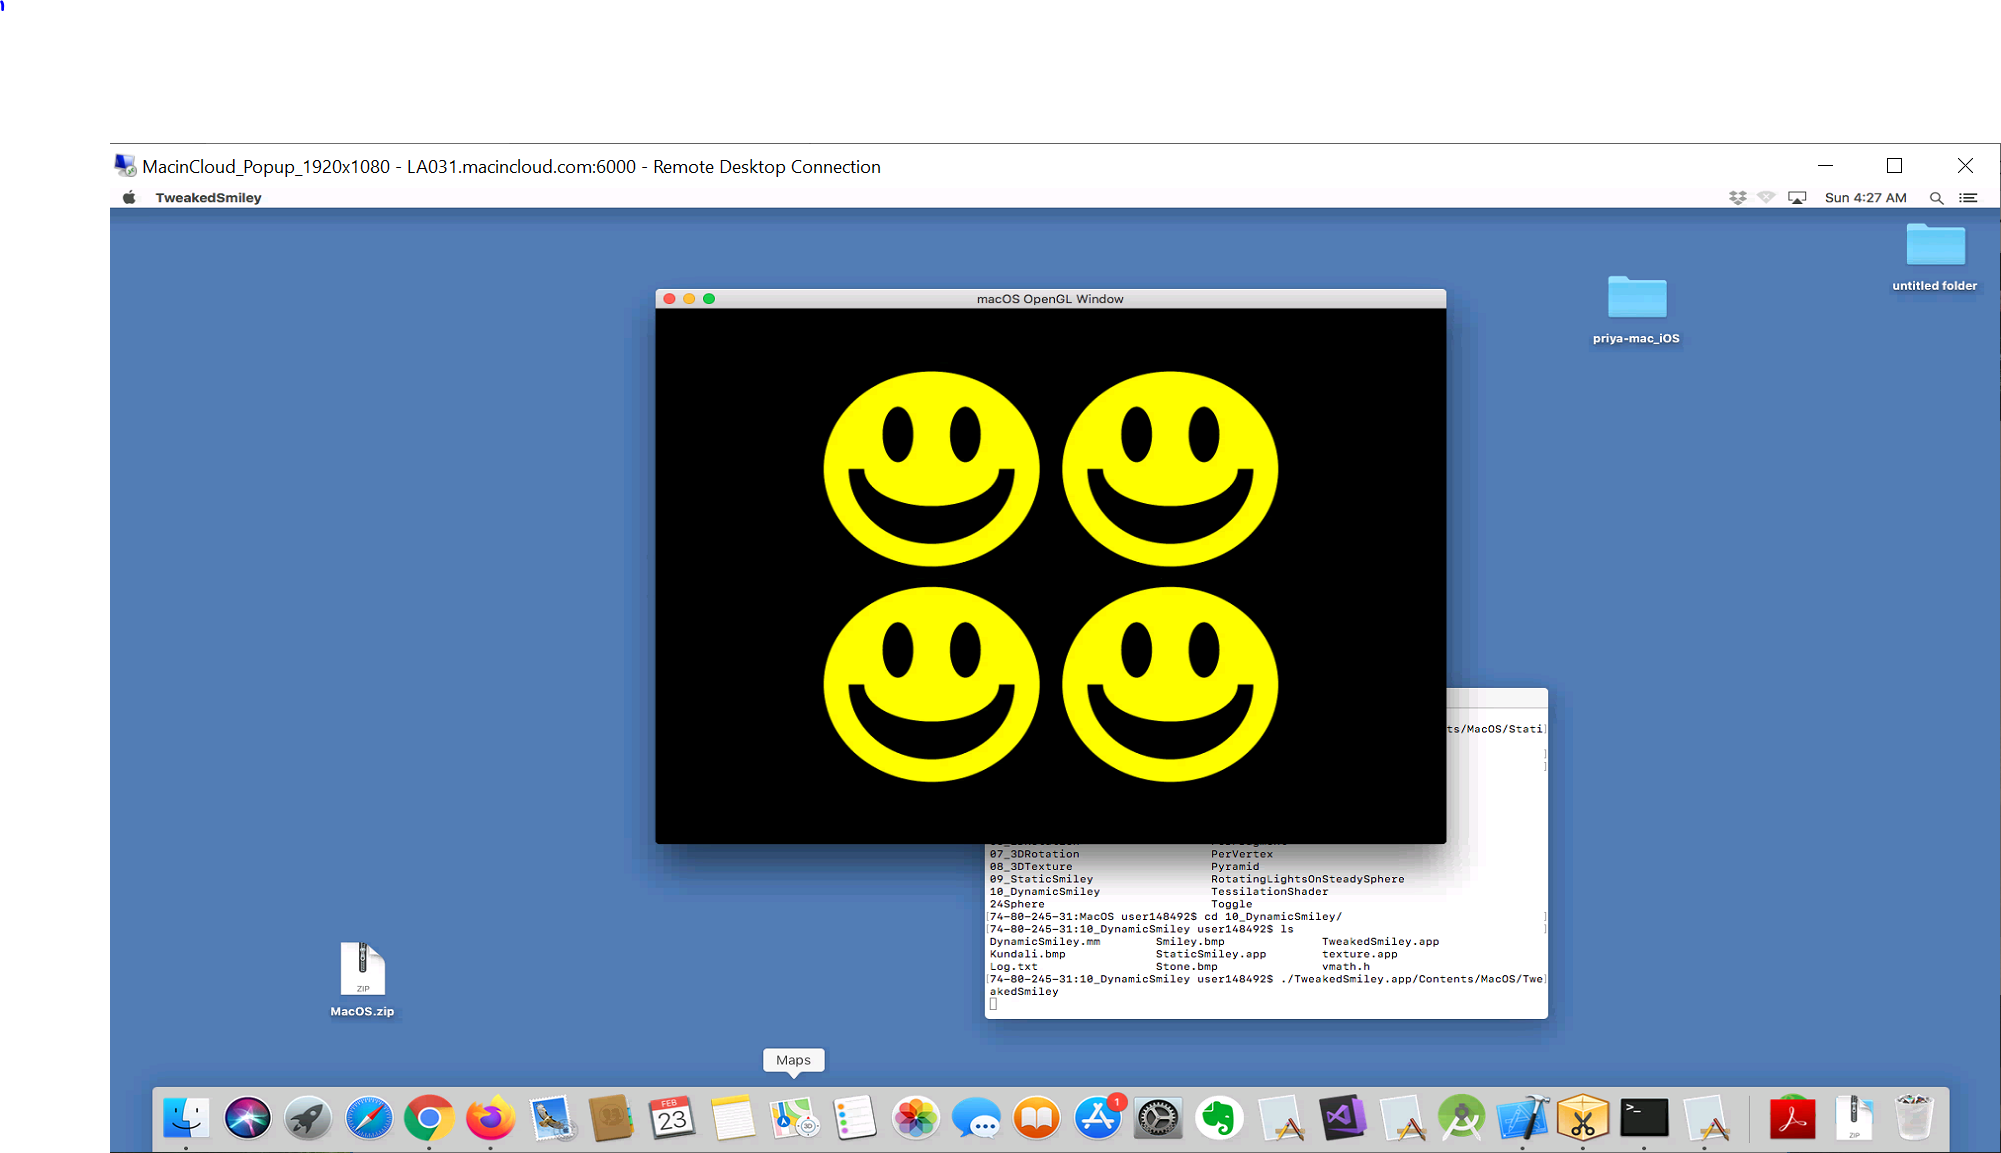 MacinCloud_Popup_1920x1080 - LA031.macincloud.com:6000 - Remote Desktop Connection
TweakedSmiley
Sun 4:27 AM
untitled folder
priya-mac_iOS
macOS OpenGL Window
ts/MacOS/Stati
07_3DRotation PerVertex
08_3DTexture Pyramid
09_StaticSmiley RotatingLightsOnSteadySphere
10_DynamicSmiley TessilationShader
24Sphere Toggle
[74-80-245-31:MacOS user148492$ cd 10_DynamicSmiley/ ]
[74-80-245-31:10_DynamicSmiley user148492$ ls ]
DynamicSmiley.mm Smiley.bmp TweakedSmiley.app
Kundali.bmp StaticSmiley.app texture.app
Log.txt Stone.bmp vmath.h
[74-80-245-31:10_DynamicSmiley user148492$ ./TweakedSmiley.app/Contents/MacOS/Twe]
akedSmiley
ZIP
MacOS.zip
Maps
FEB
23
3D
1
>_
ZIP